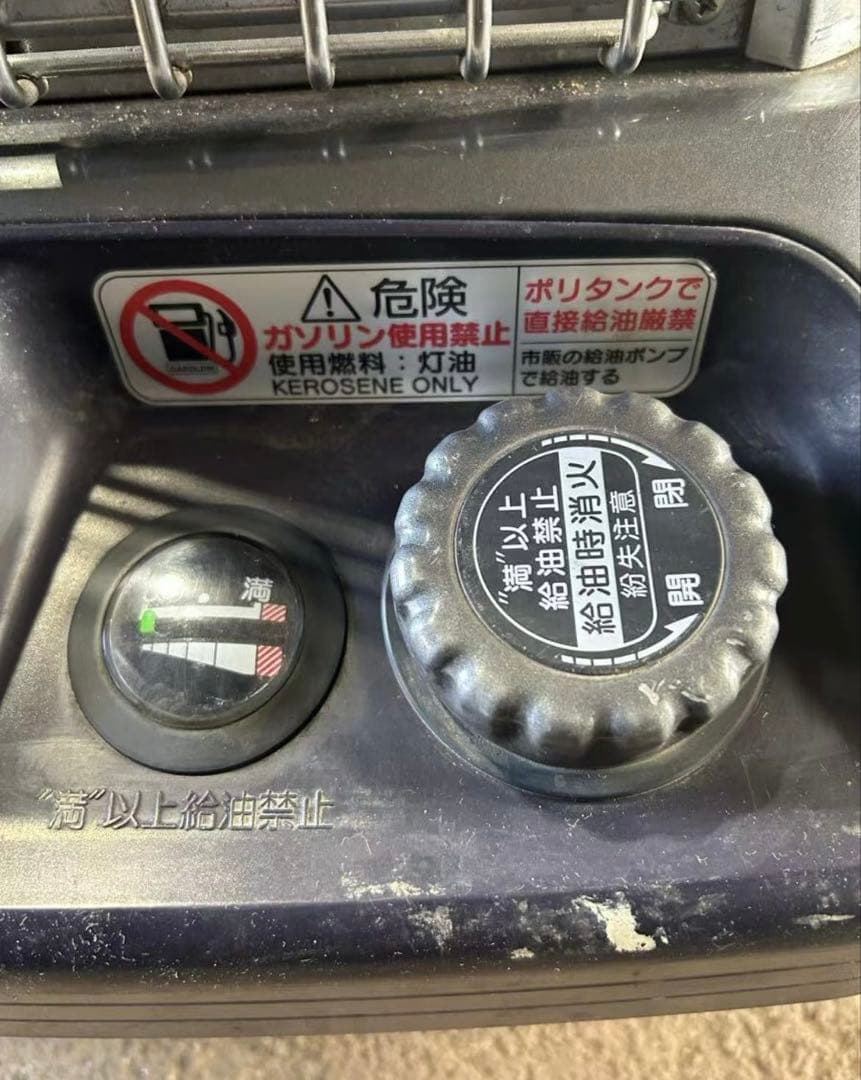 危険
ガソリン使用禁止
使用燃料：灯油
KEROSENE ONLY
GASOLINE
ポリタンクで
直接給油厳禁
市販の給油ポンプ
で給油する
"満"以上
給油禁止
給油時消火
紛失注意
閉
開
満
"満"以上給油禁止